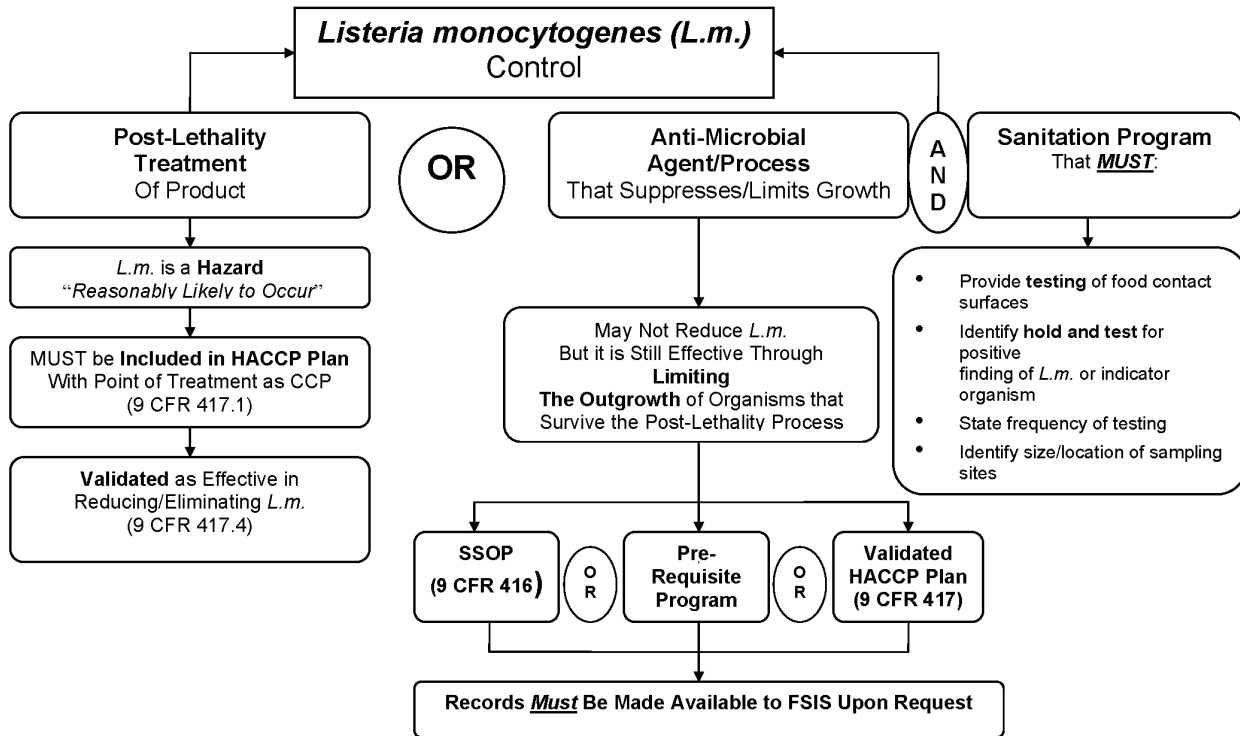 Listeria monocytogenes (L.m.)
Control
Post-Lethality
Treatment
Of Product
OR
Anti-Microbial
Agent/Process
That Suppresses/Limits Growth
A
N
D
Sanitation Program
That MUST:
L.m. is a Hazard
“Reasonably Likely to Occur”
MUST be Included in HACCP Plan
With Point of Treatment as CCP
(9 CFR 417.1)
Validated as Effective in
Reducing/Eliminating L.m.
(9 CFR 417.4)
May Not Reduce L.m.
But it is Still Effective Through
Limiting
The Outgrowth of Organisms that
Survive the Post-Lethality Process
• Provide testing of food contact
surfaces
• Identify hold and test for
positive
finding of L.m. or indicator
organism
• State frequency of testing
• Identify size/location of sampling
sites
SSOP
(9 CFR 416)
O
R
Pre-
Requisite
Program
O
R
Validated
HACCP Plan
(9 CFR 417)
Records Must Be Made Available to FSIS Upon Request